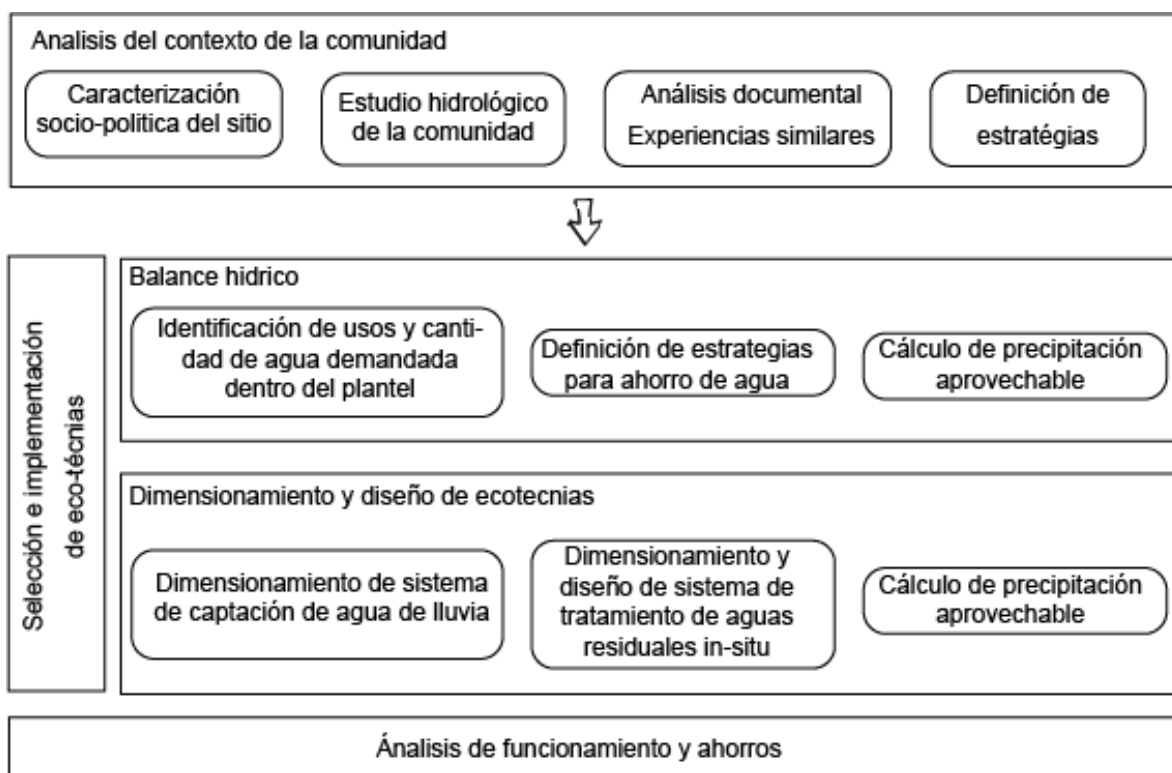 Analisis del contexto de la comunidad
Caracterización
socio-politica del sitio
Estudio hidrológico
de la comunidad
Análisis documental
Experiencias similares
Definición de
estratégias
Selección e implementación
de eco-técnias
Balance hidrico
Identificación de usos y canti-
dad de agua demandada
dentro del plantel
Definición de estrategias
para ahorro de agua
Cálculo de precipitación
aprovechable
Dimensionamiento y diseño de ecotecnias
Dimensionamiento de sistema
de captación de agua de lluvia
Dimensionamiento y
diseño de sistema de
tratamiento de aguas
residuales in-situ
Cálculo de precipitación
aprovechable
Ánalisis de funcionamiento y ahorros